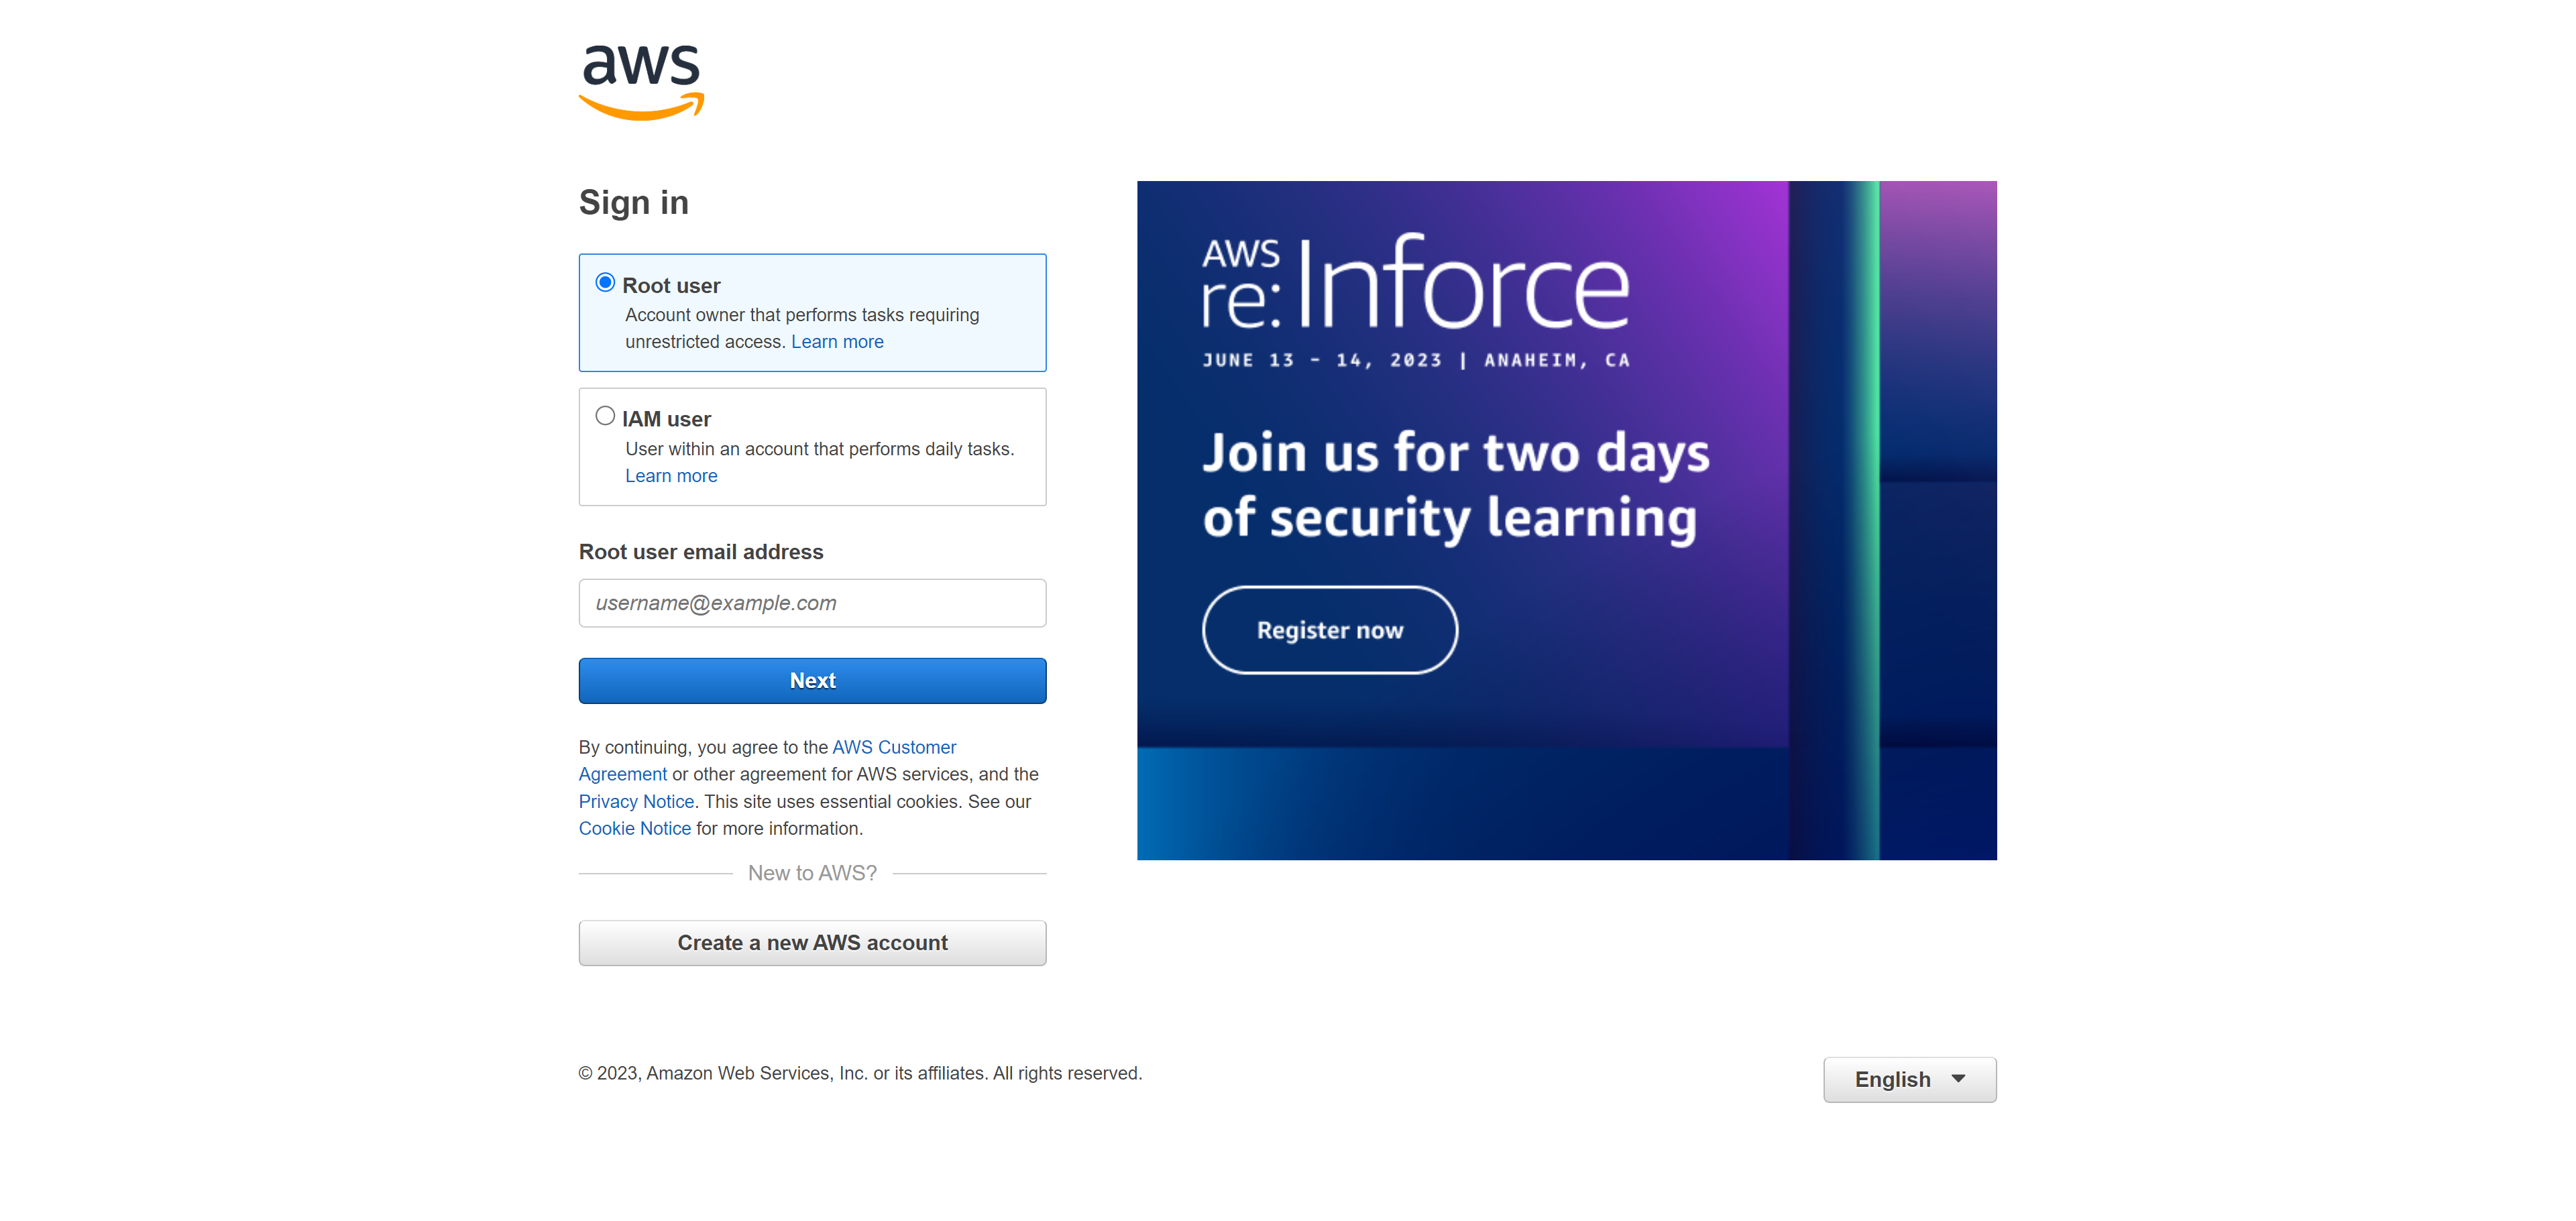 aws
Sign in
Root user
Account owner that performs tasks requiring
unrestricted access. Learn more
IAM user
User within an account that performs daily tasks.
Learn more
Root user email address
username@example.com
Next
By continuing, you agree to the AWS Customer
Agreement or other agreement for AWS services, and the
Privacy Notice. This site uses essential cookies. See our
Cookie Notice for more information.
New to AWS?
Create a new AWS account
AWS
re:Inforce
JUNE 13 - 14, 2023 | ANAHEIM, CA
Join us for two days
of security learning
Register now
© 2023, Amazon Web Services, Inc. or its affiliates. All rights reserved.
English